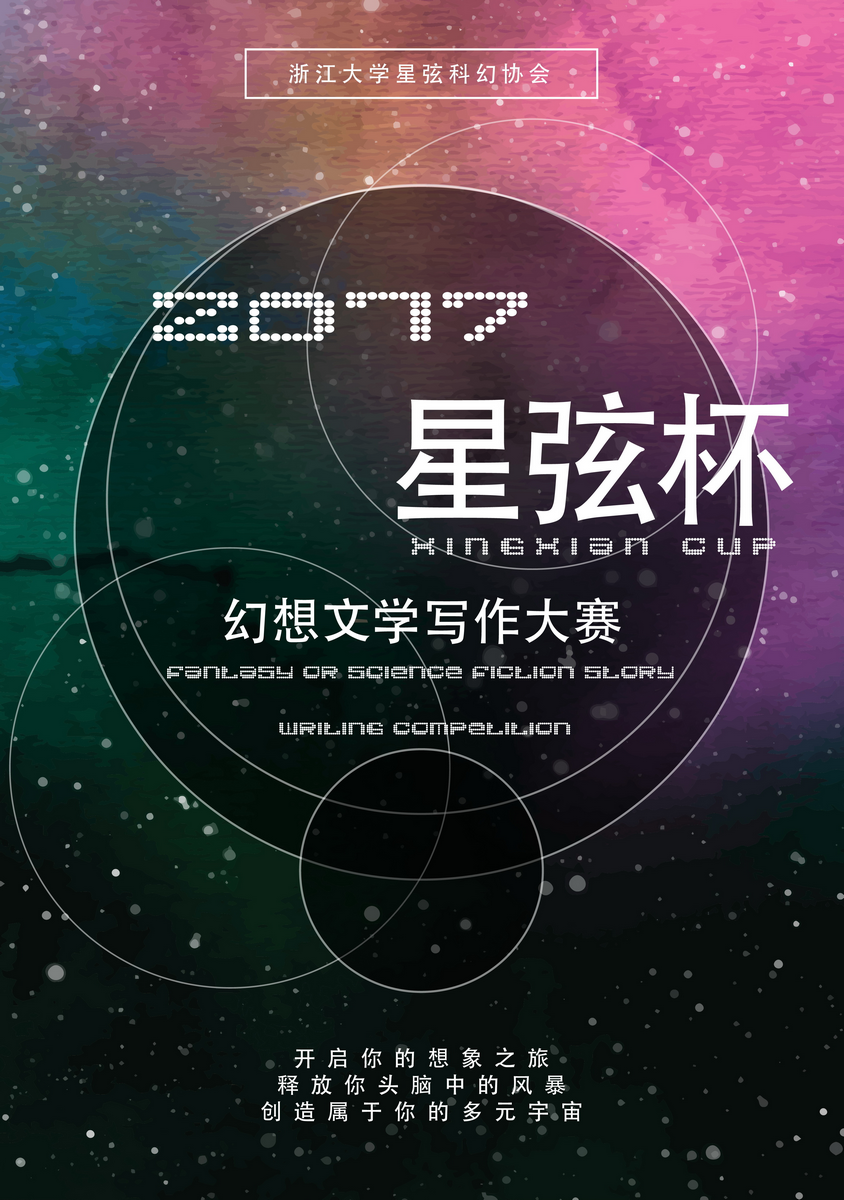 浙江大学星弦科幻协会
2017
星弦杯
XINGXIAN CUP
幻想文学写作大赛
FANTASY OR SCIENCE FICTION STORY
WRITING COMPETITION
开启你的想象之旅
释放你头脑中的风暴
创造属于你的多元宇宙